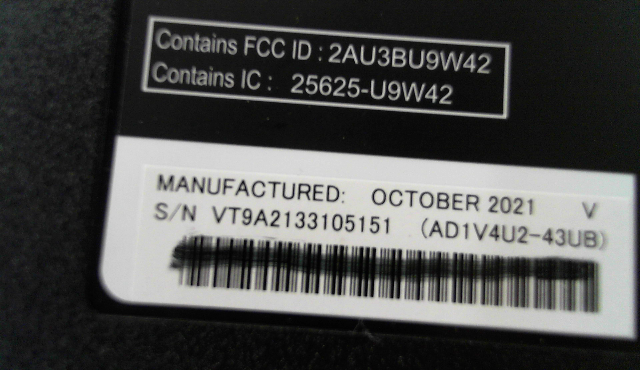 Contains FCC ID : 2AU3BU9W42
Contains IC : 25625-U9W42
MANUFACTURED: OCTOBER 2021 V
S/N VT9A2133105151 (AD1V4U2-43UB)